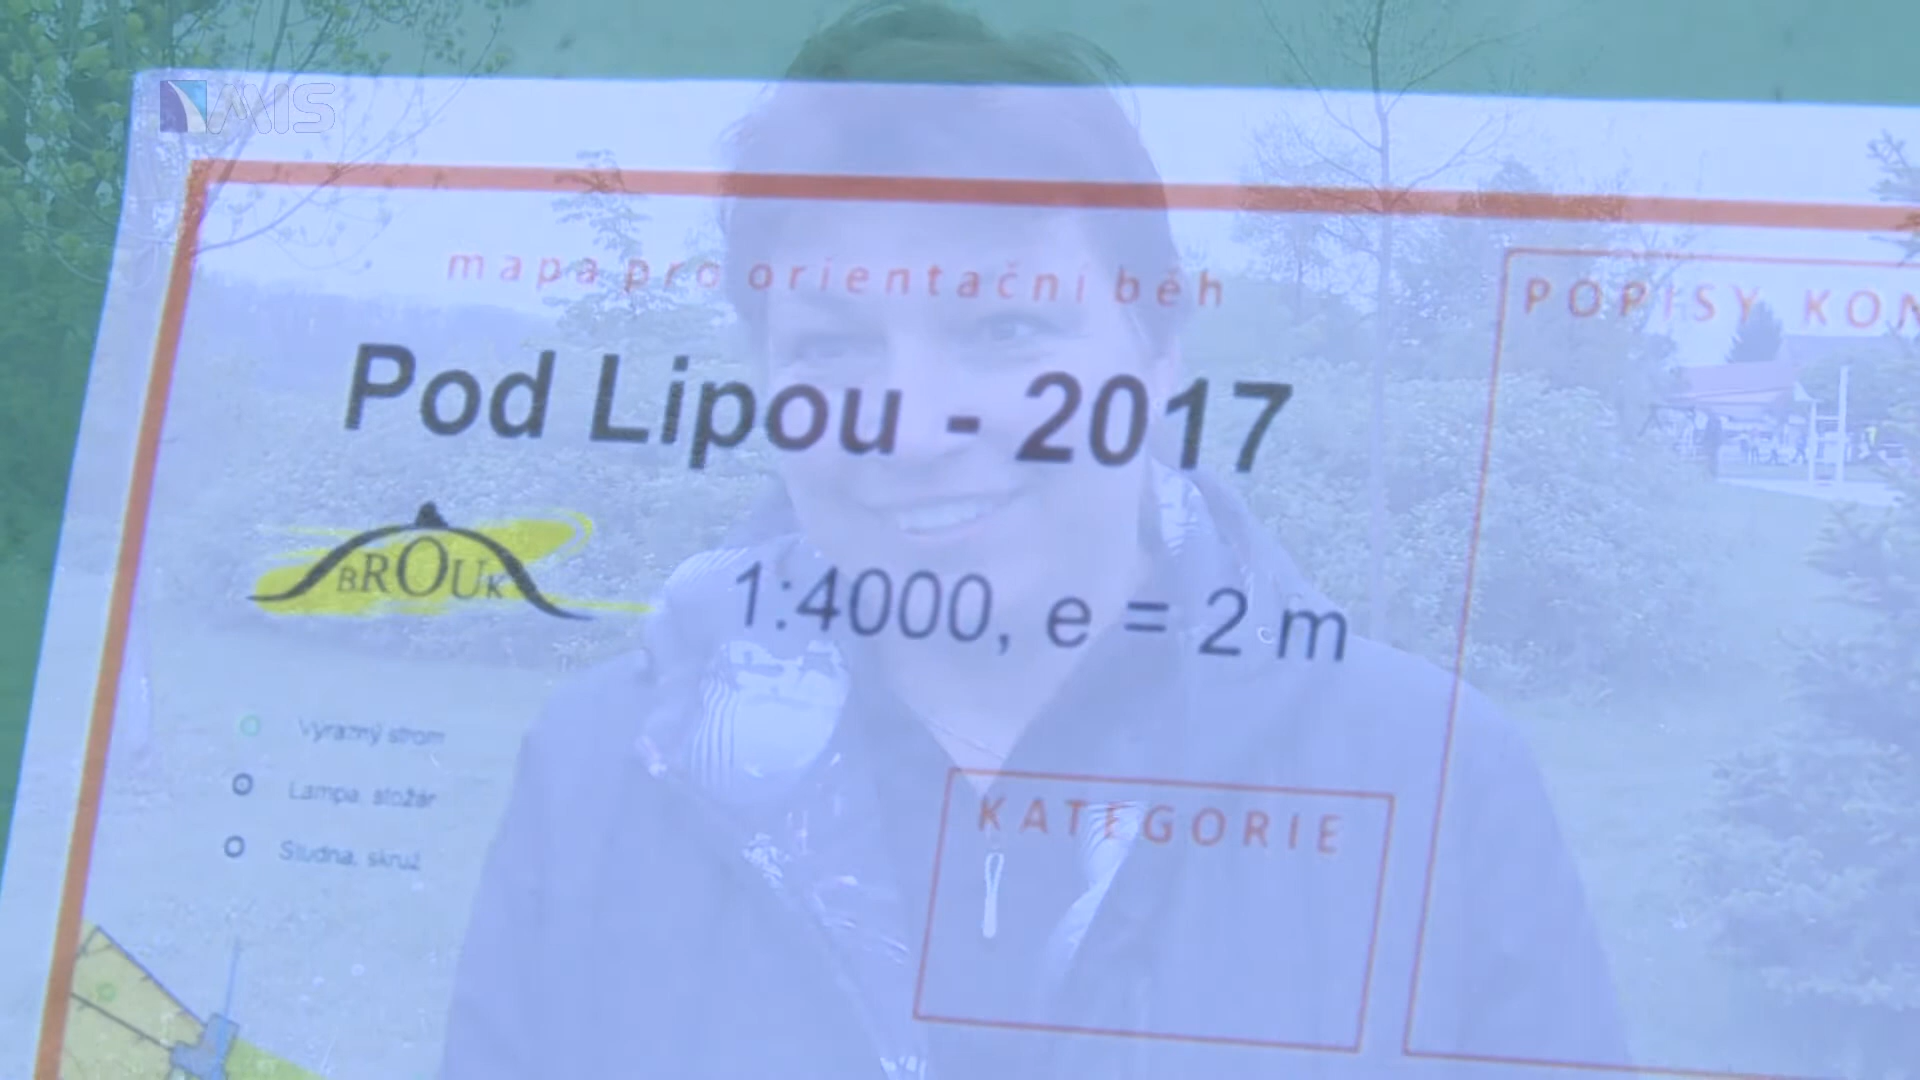 MIS
mapa pro orientační běh
POPISY KON
Pod Lipou - 2017
BROUK
1:4000, e = 2 m
Výrazný strom
Lampa, stožár
Studna, skruž
KATEGORIE